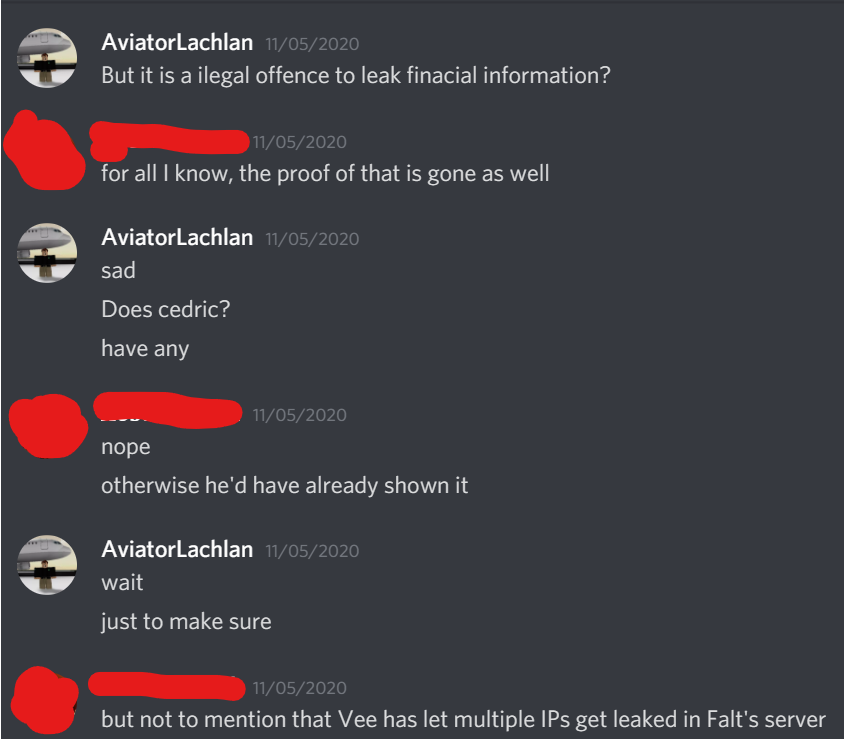 AviatorLachlan 11/05/2020
But it is a ilegal offence to leak finacial information?
11/05/2020
for all I know, the proof of that is gone as well
AviatorLachlan 11/05/2020
sad
Does cedric?
have any
11/05/2020
nope
otherwise he'd have already shown it
AviatorLachlan 11/05/2020
wait
just to make sure
11/05/2020
but not to mention that Vee has let multiple IPs get leaked in Falt's server